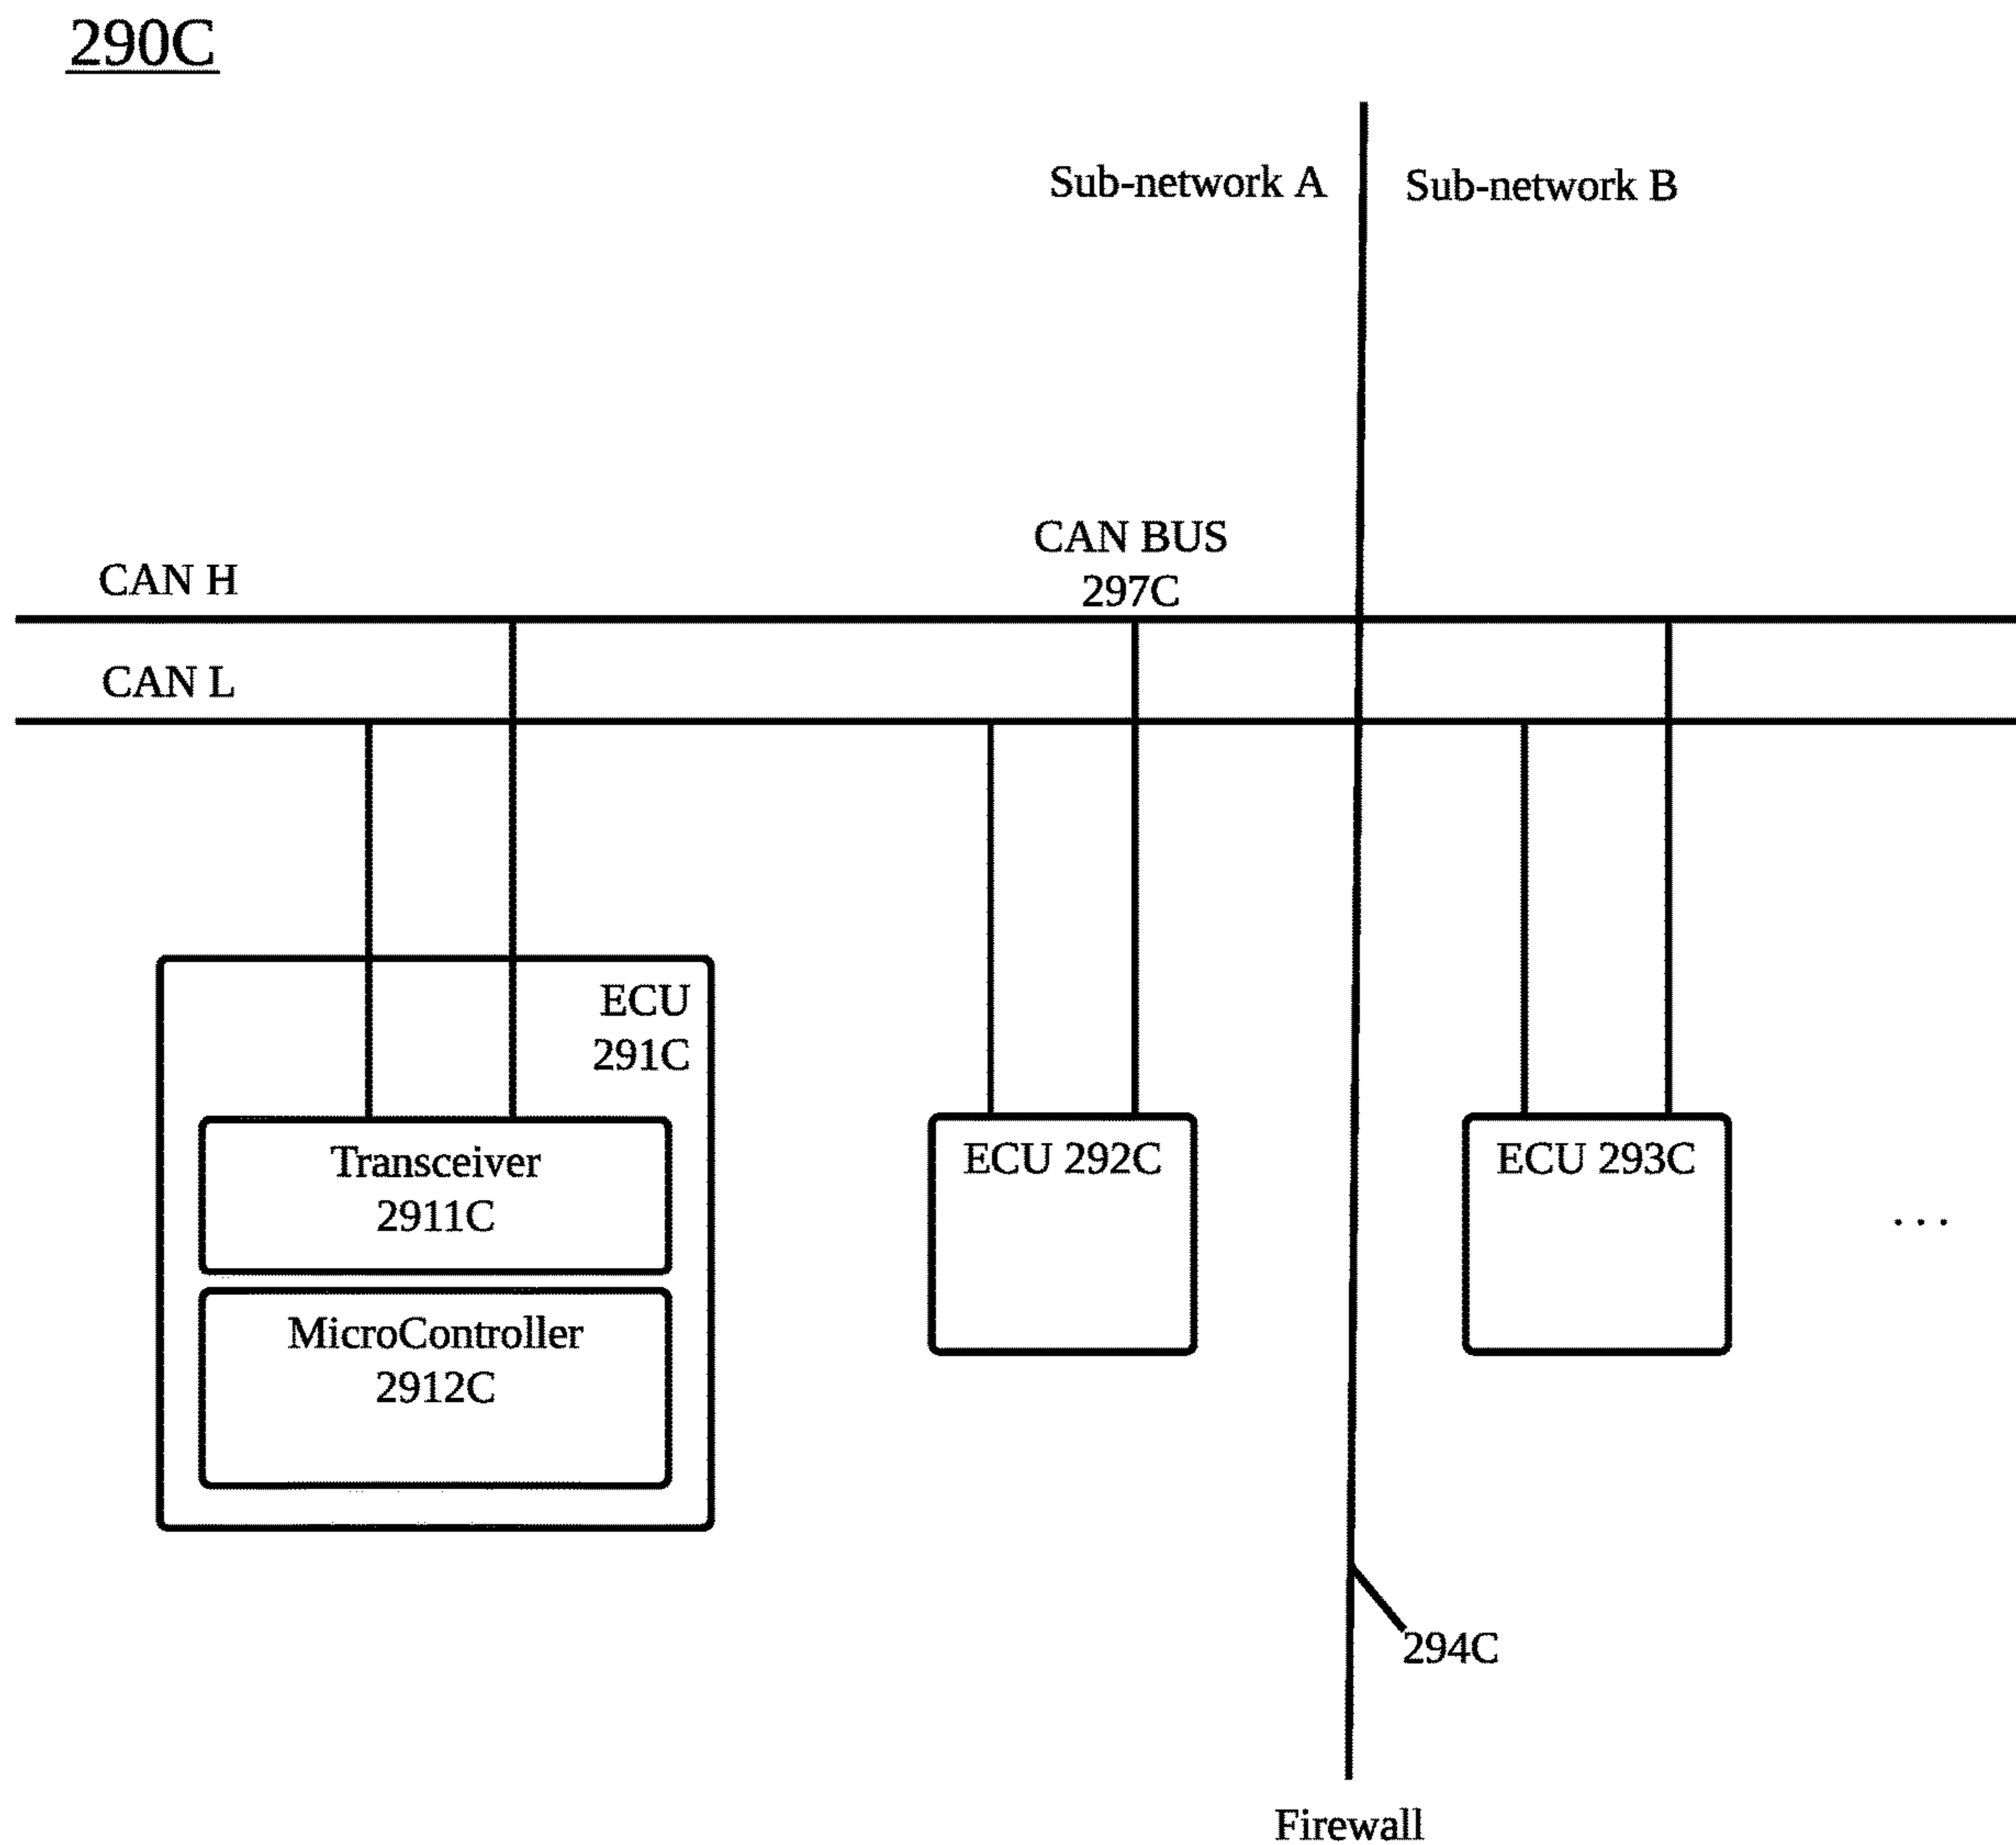 290C
Sub-network A
Sub-network B
CAN BUS
297C
CAN H
CAN L
ECU
291C
Transceiver
2911C
MicroController
2912C
ECU 292C
ECU 293C
. . .
294C
Firewall